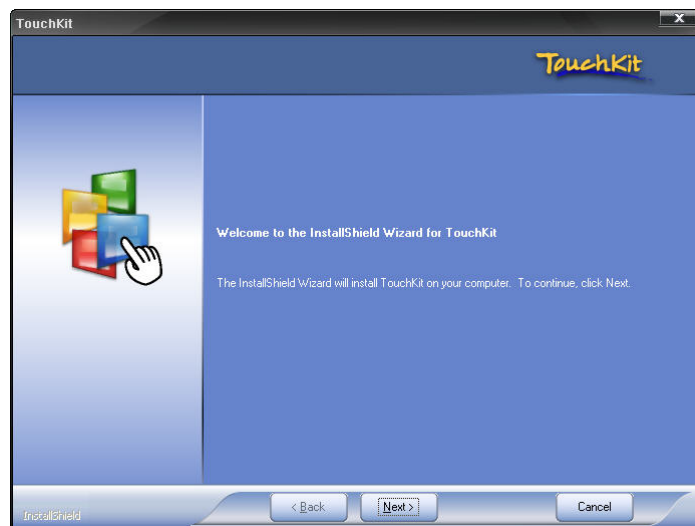 TouchKit
X
TouchKit
Welcome to the InstallShield Wizard for TouchKit
The InstallShield Wizard will install TouchKit on your computer. To continue, click Next.
InstallShield
< Back
Next >
Cancel